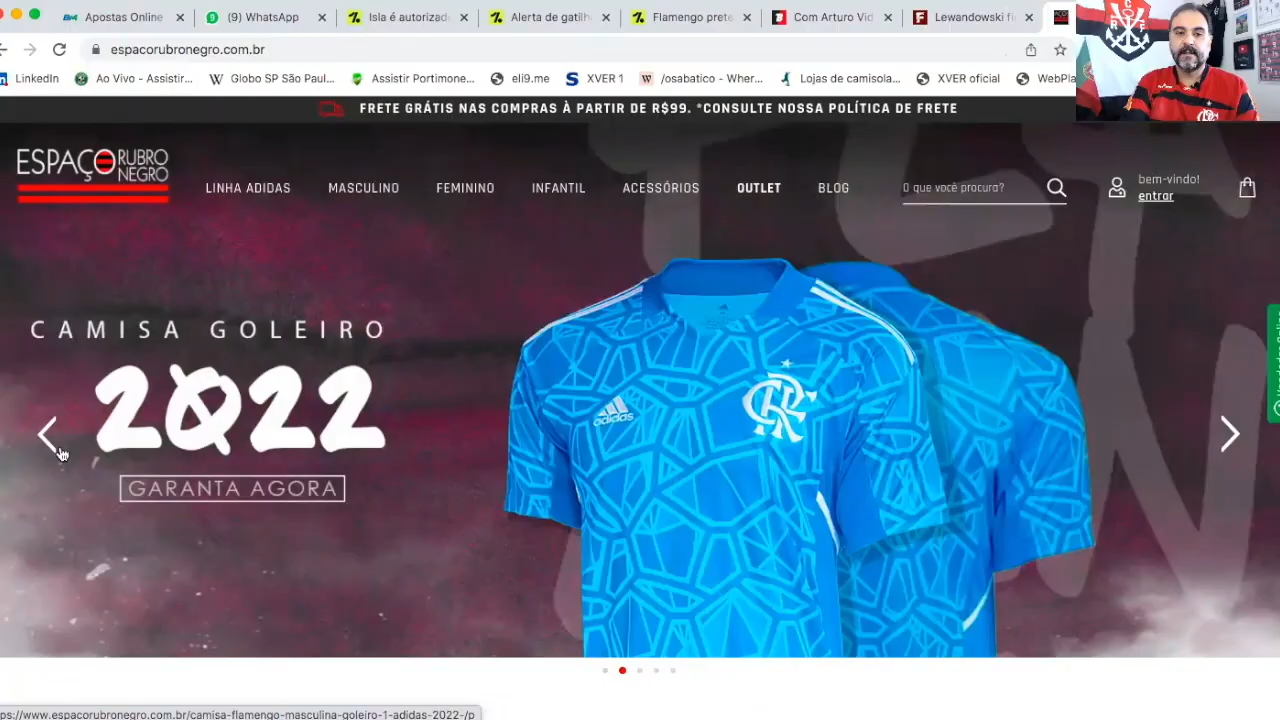 Apostas Online
(9) WhatsApp
Isla é autorizad
Alerta de gatilh
Flamengo prete
Com Arturo Vid
Lewandowski fi
espacorubronegro.com.br
LinkedIn
Ao Vivo - Assistir...
Globo SP São Paul...
Assistir Portimone...
eli9.me
XVER 1
/osabatico - Wher...
Lojas de camisola...
XVER oficial
WebPla
FRETE GRÁTIS NAS COMPRAS À PARTIR DE R$99. *CONSULTE NOSSA POLÍTICA DE FRETE
ESPAÇO RUBRO NEGRO
LINHA ADIDAS
MASCULINO
FEMININO
INFANTIL
ACESSÓRIOS
OUTLET
BLOG
O que você procura?
bem-vindo!
entrar
CAMISA GOLEIRO
2022
GARANTA AGORA
adidas
CRF
ps://www.espacorubronegro.com.br/camisa-flamengo-masculina-goleiro-1-adidas-2022-/p